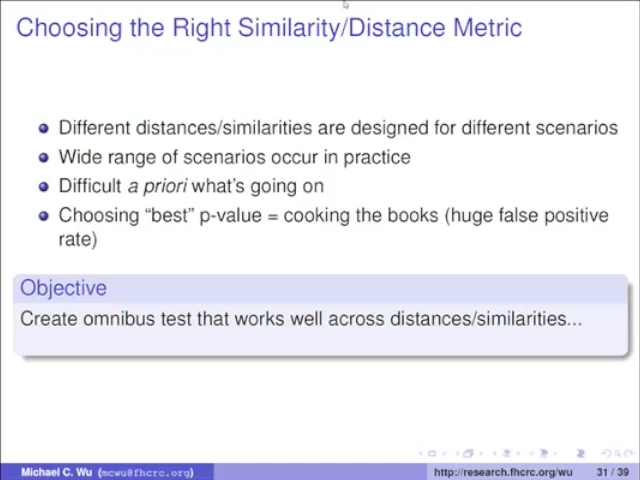 Choosing the Right Similarity/Distance Metric
Different distances/similarities are designed for different scenarios
Wide range of scenarios occur in practice
Difficult a priori what's going on
Choosing “best” p-value = cooking the books (huge false positive
rate)
Objective
Create omnibus test that works well across distances/similarities...
Michael C. Wu (mcwu@fhcrc.org) http://research.fhcrc.org/wu 31 / 39